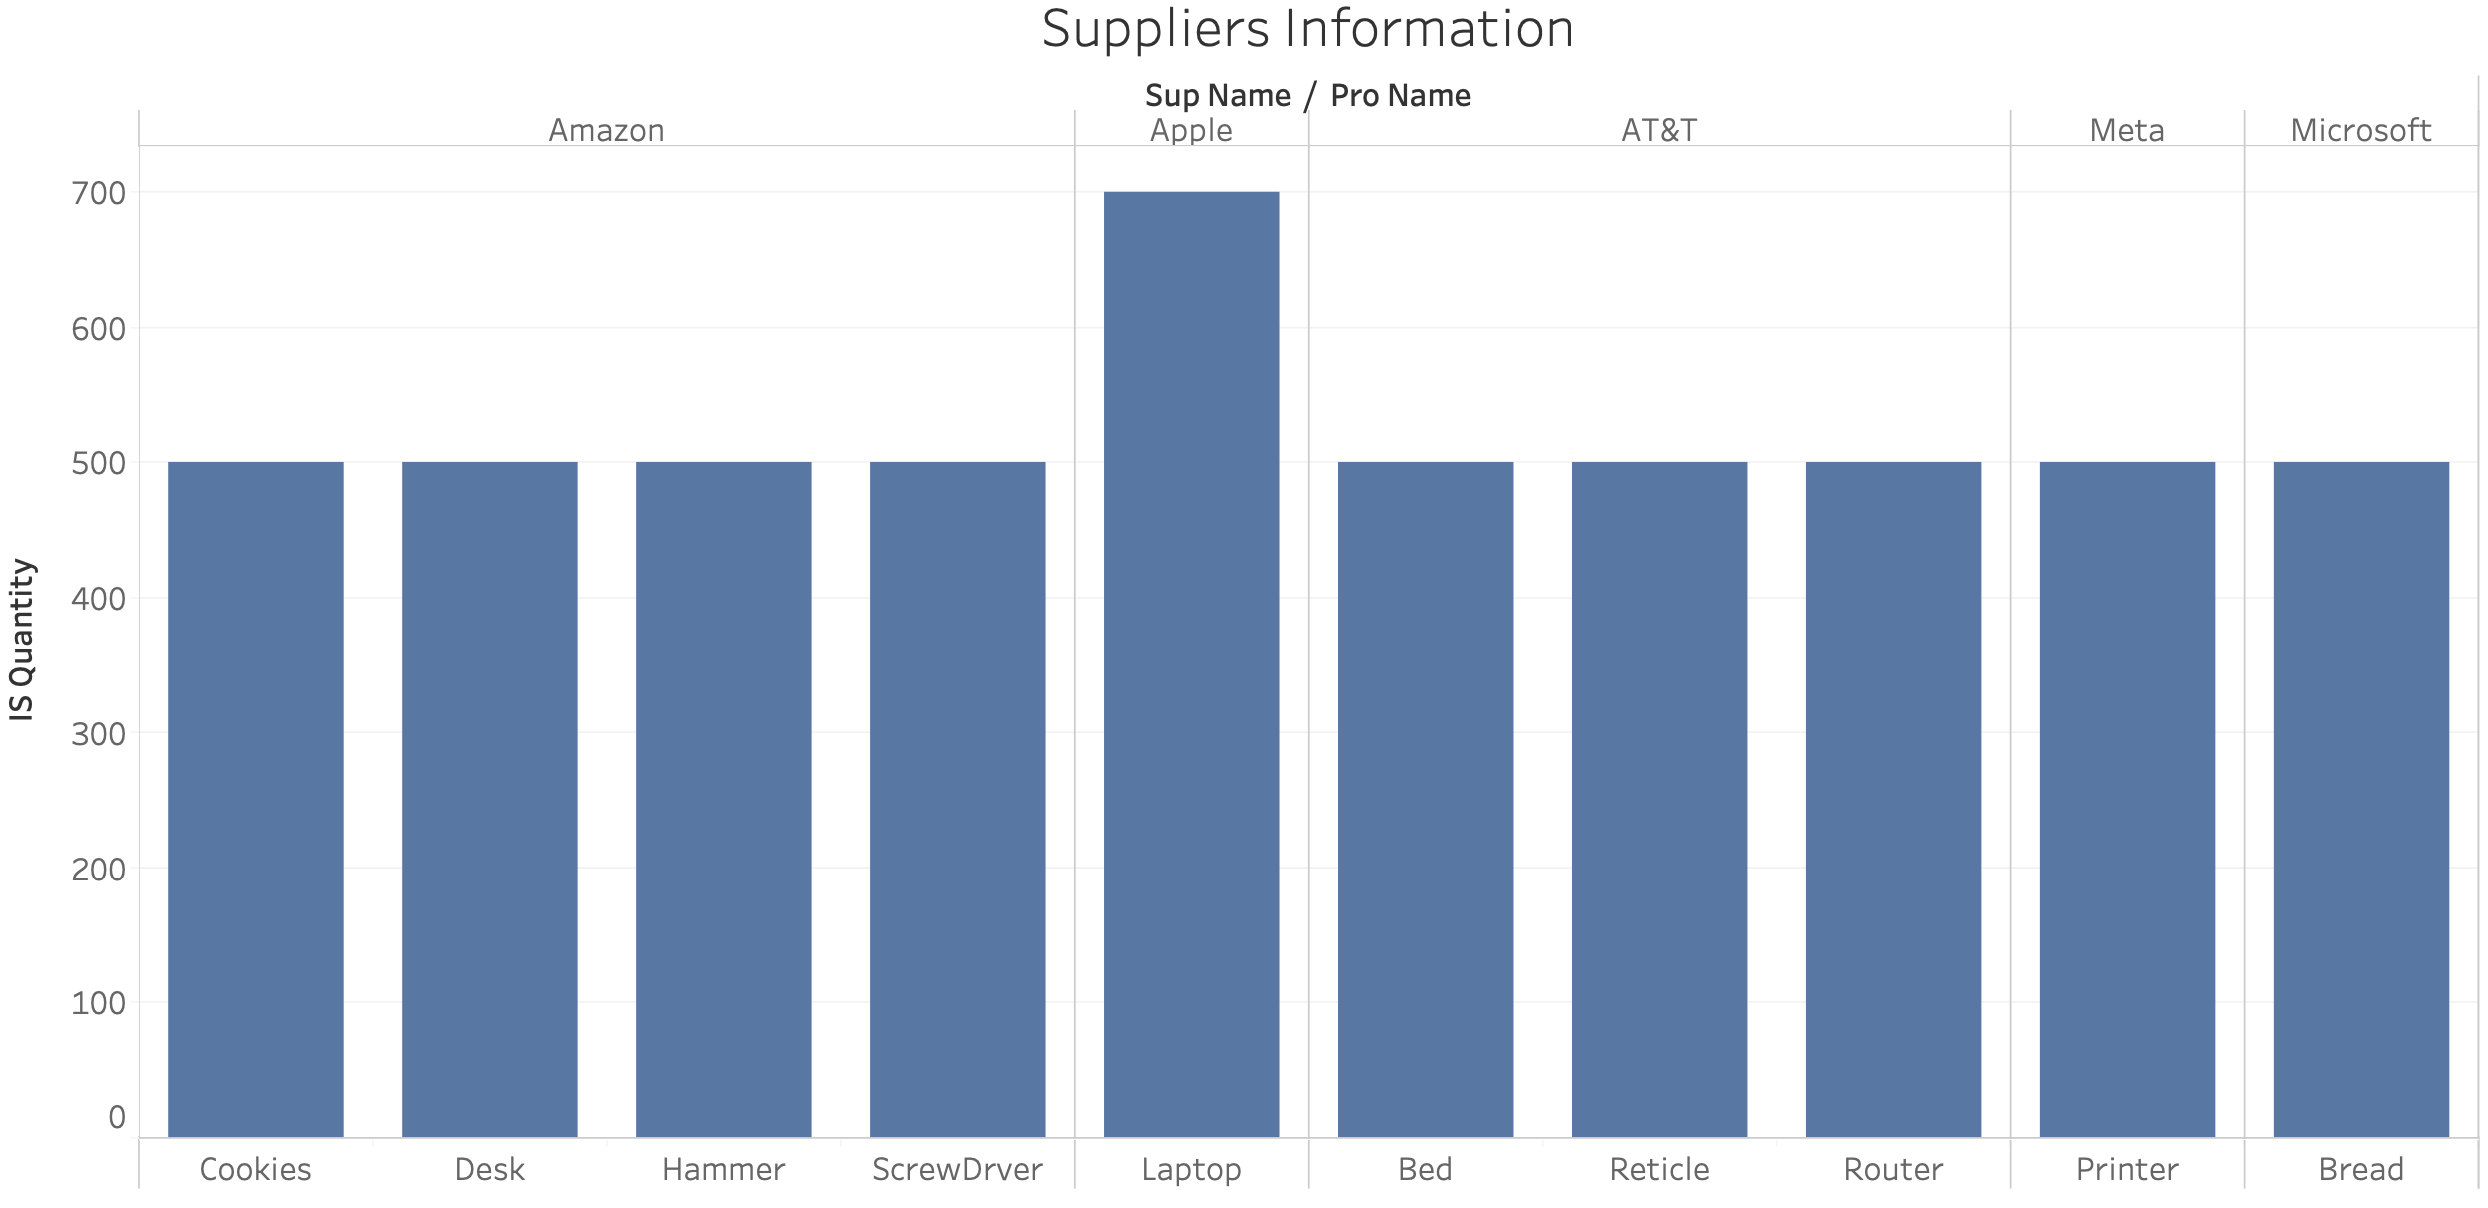 Suppliers Information
Sup Name / Pro Name
Amazon Apple AT&T Meta Microsoft
700
600
500
400
300
200
100
0
IS Quantity
Cookies Desk Hammer ScrewDrver Laptop Bed Reticle Router Printer Bread